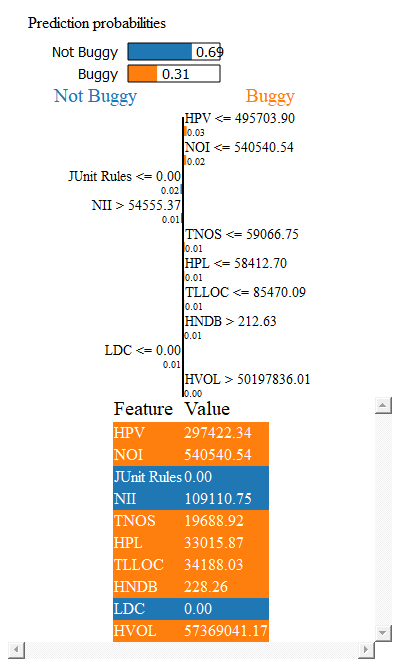 Prediction probabilities
Not Buggy 0.69
Buggy 0.31
Not Buggy Buggy
HPV <= 495703.90
0.03
NOI <= 540540.54
0.02
JUnit Rules <= 0.00
0.02
NII > 54555.37
0.01
TNOS <= 59066.75
0.01
HPL <= 58412.70
0.01
TLLOC <= 85470.09
0.01
HNDB > 212.63
0.01
LDC <= 0.00
0.01
HVOL > 50197836.01
0.00
Feature Value
HPV 297422.34
NOI 540540.54
JUnit Rules 0.00
NII 109110.75
TNOS 19688.92
HPL 33015.87
TLLOC 34188.03
HNDB 228.26
LDC 0.00
HVOL 57369041.17